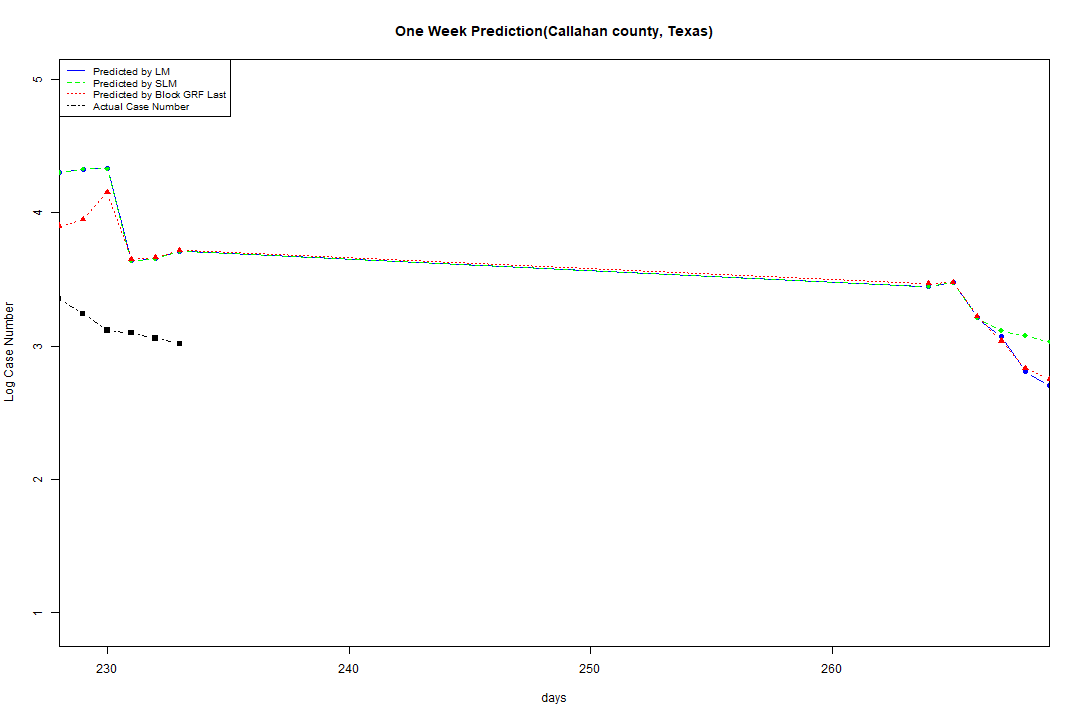 One Week Prediction(Callahan county, Texas)
Predicted by LM
Predicted by SLM
Predicted by Block GRF Last
Actual Case Number
5
4
3
2
1
Log Case Number
230
240
250
260
days